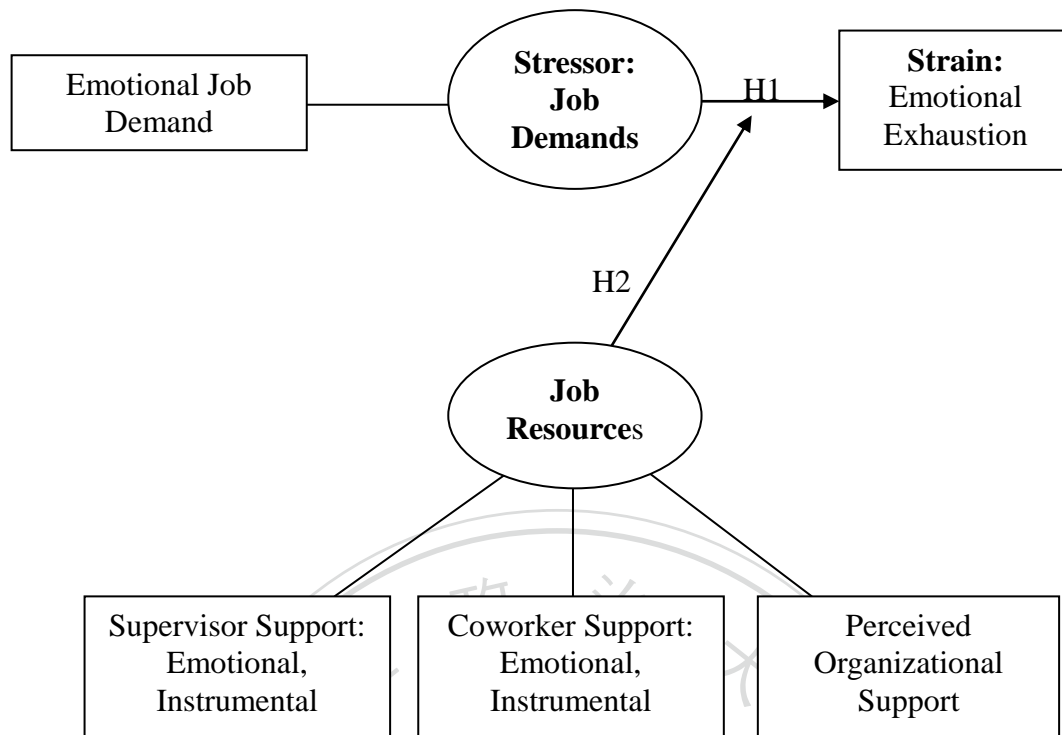 Emotional Job
Demand
Stressor:
Job
Demands
H1
Strain:
Emotional
Exhaustion
H2
Job
Resources
Supervisor Support:
Emotional,
Instrumental
Coworker Support:
Emotional,
Instrumental
Perceived
Organizational
Support